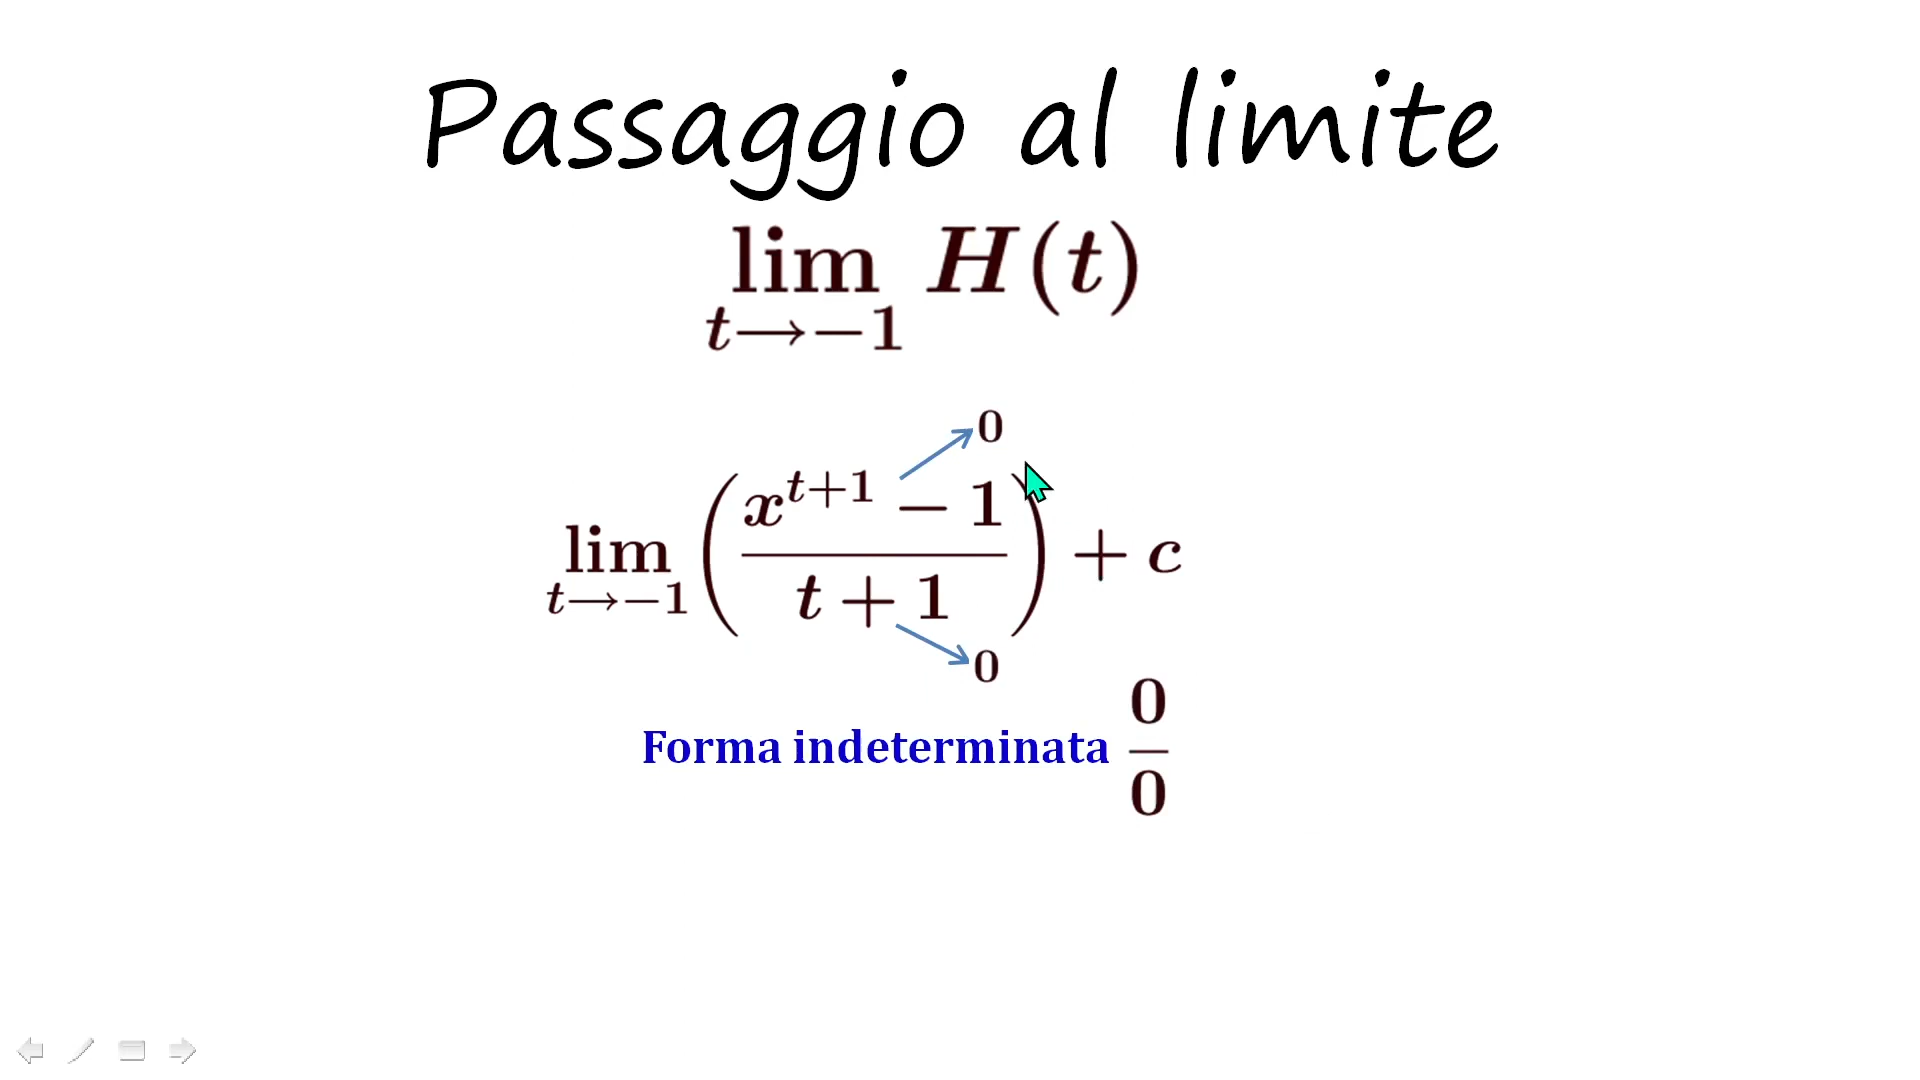 Passaggio al limite
lim H(t)
t→−1
0
lim ( x^{t+1} − 1 / t + 1 ) + c
t→−1
0
Forma indeterminata 0/0